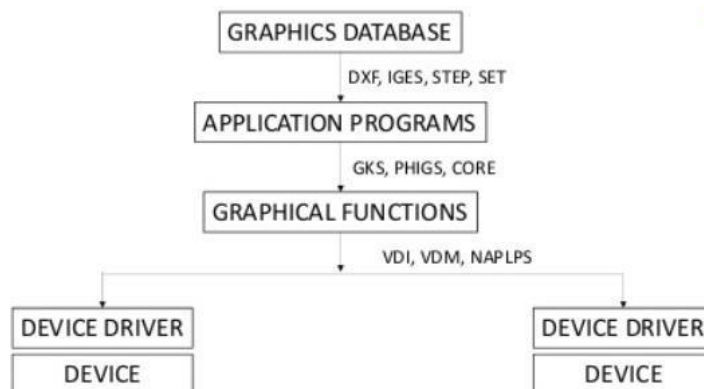 GRAPHICS DATABASE
DXF, IGES, STEP, SET
APPLICATION PROGRAMS
GKS, PHIGS, CORE
GRAPHICAL FUNCTIONS
VDI, VDM, NAPLPS
DEVICE DRIVER
DEVICE
DEVICE DRIVER
DEVICE